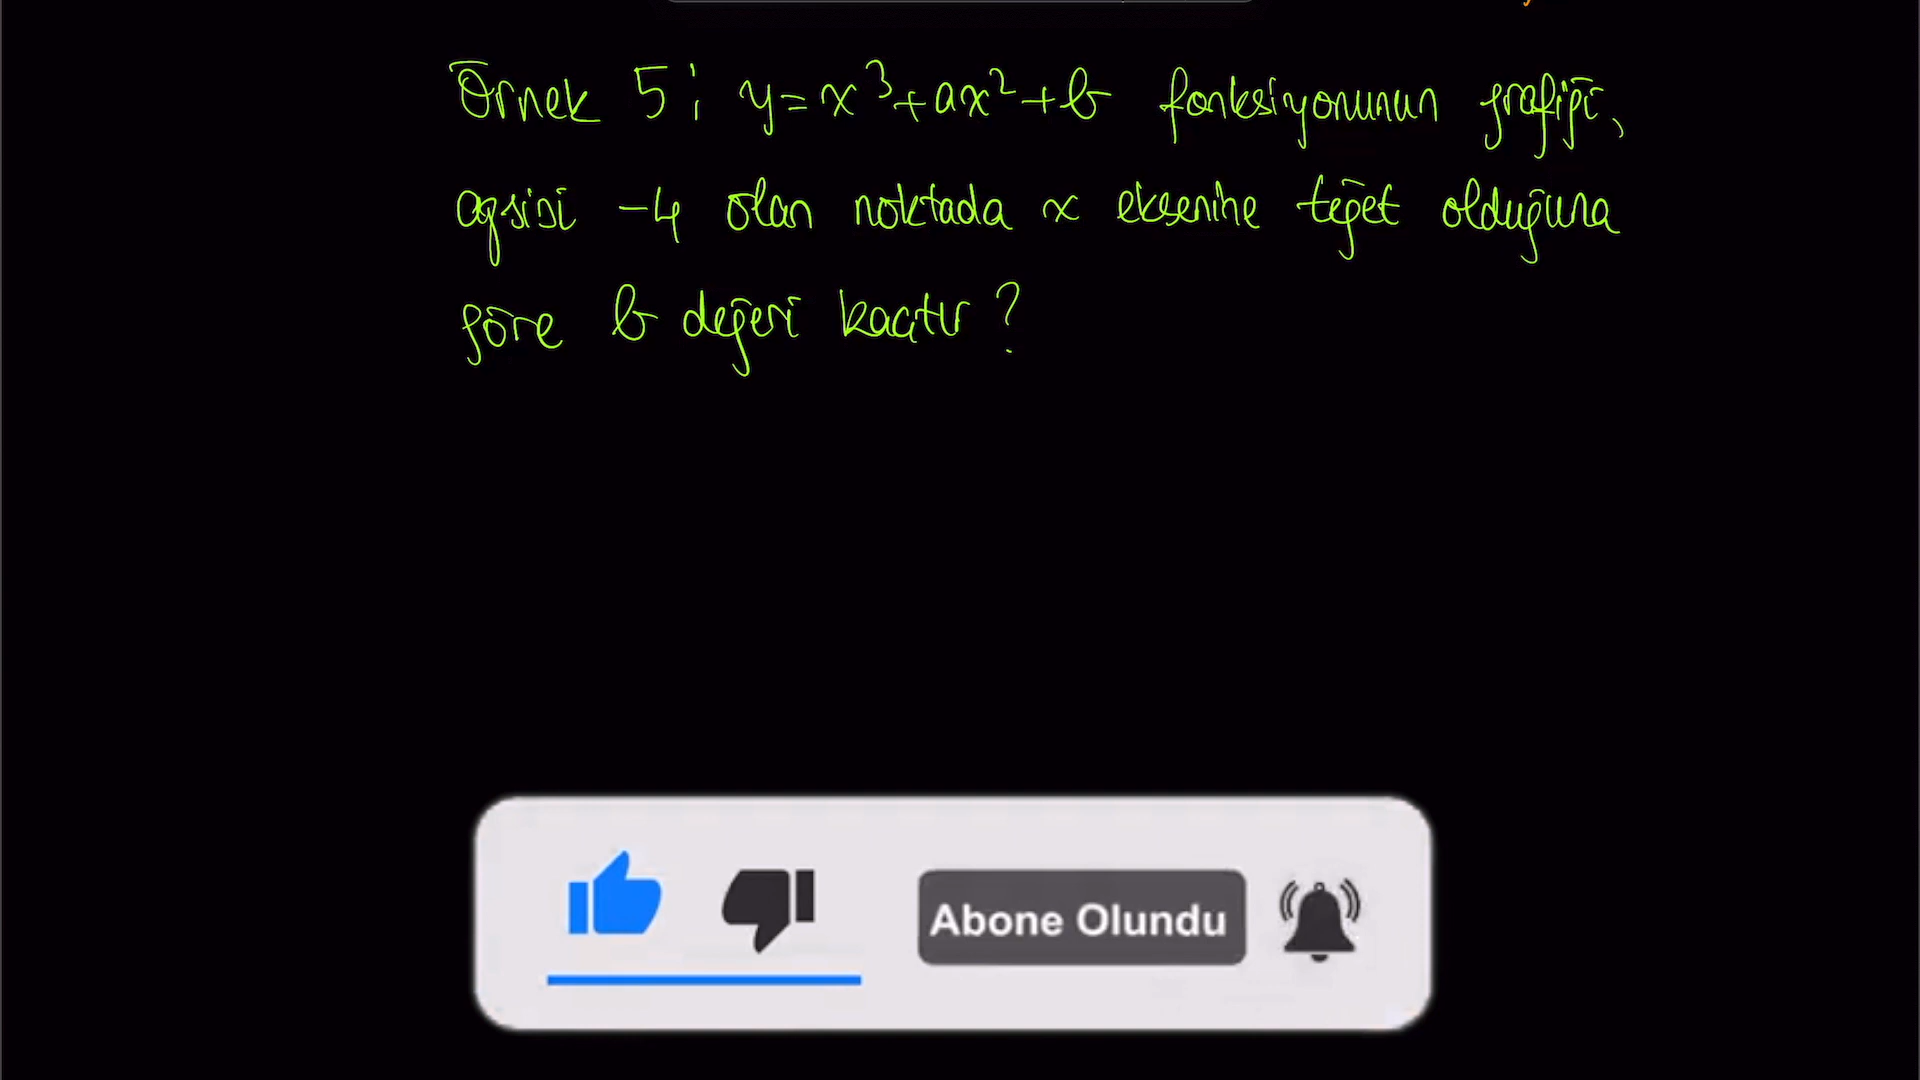 Örnek 5: y=x³+ax²+b fonksiyonunun grafiği,
apsisi -4 olan noktada x eksenine teğet olduğuna
göre b değeri kaçtır?
Abone Olundu